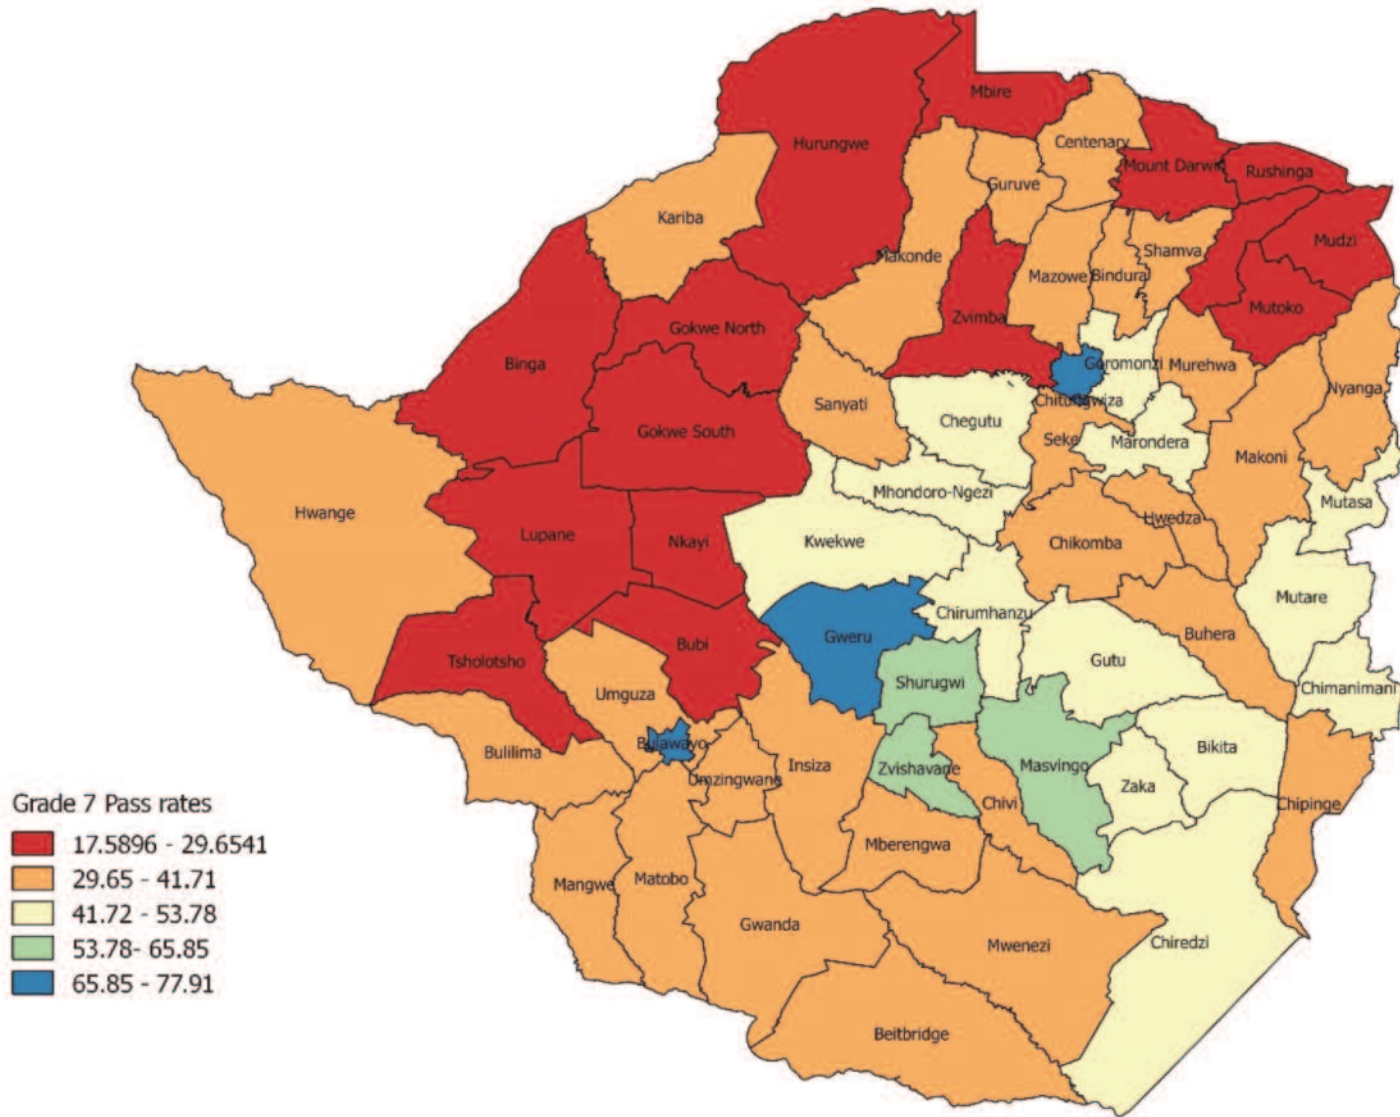 Mbire
Hurungwe
Centenary
Mount Darwin
Rushinga
Guruve
Kariba
Mudzi
Makonde
Shamva
Mazowe
Bindura
Mutoko
Zvimba
Gokwe North
Binga
Goromonzi
Murehwa
Nyanga
Sanyati
Chitungwiza
Chegutu
Gokwe South
Seke
Marondera
Makoni
Mhondoro-Ngezi
Mutasa
Hwange
Hwedza
Lupane
Nkayi
Kwekwe
Chikomba
Mutare
Chirumhanzu
Gweru
Buhera
Bubi
Tsholotsho
Gutu
Shurugwi
Chimanimani
Umguza
Bulawayo
Bikita
Bulilima
Insiza
Zvishavane
Masvingo
Umzingwane
Zaka
Chivi
Chipinge
Mberengwa
Matobo
Mangwe
Gwanda
Mwenezi
Chiredzi
Beitbridge
Grade 7 Pass rates
17.5896 - 29.6541
29.65 - 41.71
41.72 - 53.78
53.78- 65.85
65.85 - 77.91